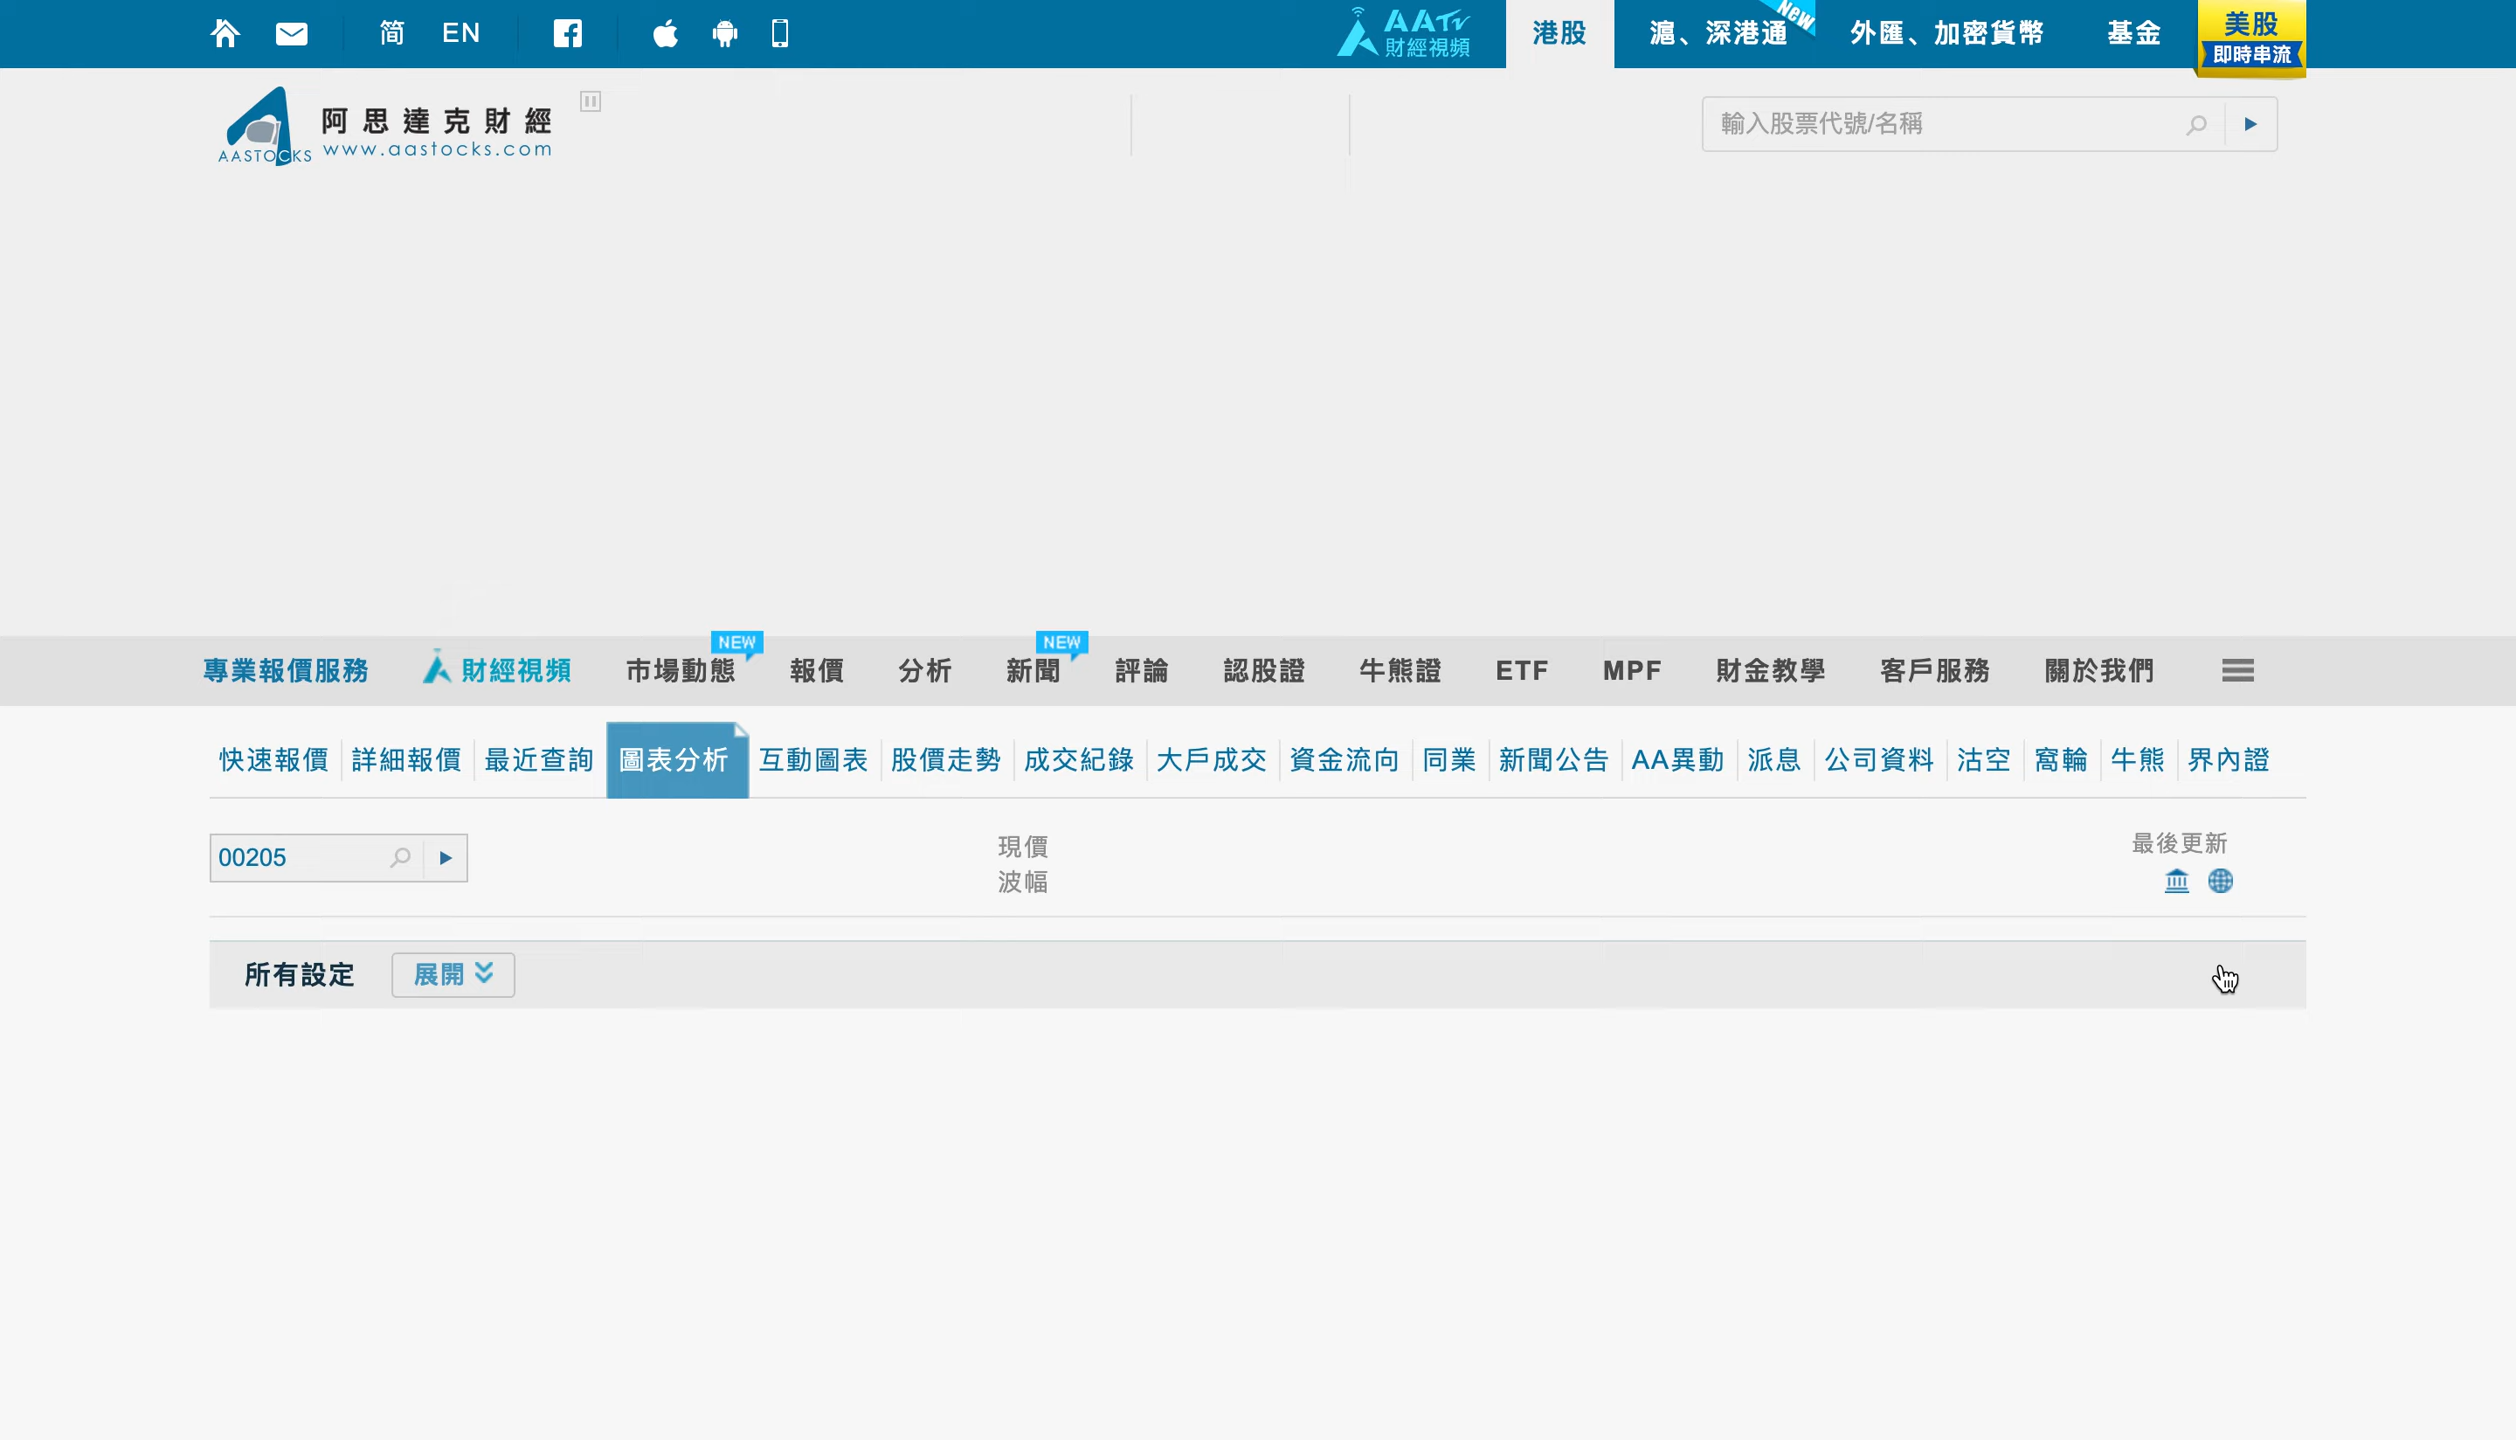 简 EN AATV 財經視頻 港股 滬、深港通 New 外匯、加密貨幣 基金 美股 即時串流
AASTOCKS 阿思達克財經 www.aastocks.com 輸入股票代號/名稱
專業報價服務 財經視頻 市場動態 NEW 報價 分析 新聞 NEW 評論 認股證 牛熊證 ETF MPF 財金教學 客戶服務 關於我們
快速報價 詳細報價 最近查詢 圖表分析 互動圖表 股價走勢 成交紀錄 大戶成交 資金流向 同業 新聞公告 AA異動 派息 公司資料 沽空 窩輪 牛熊 界內證
00205 現價 最後更新
波幅
所有設定 展開